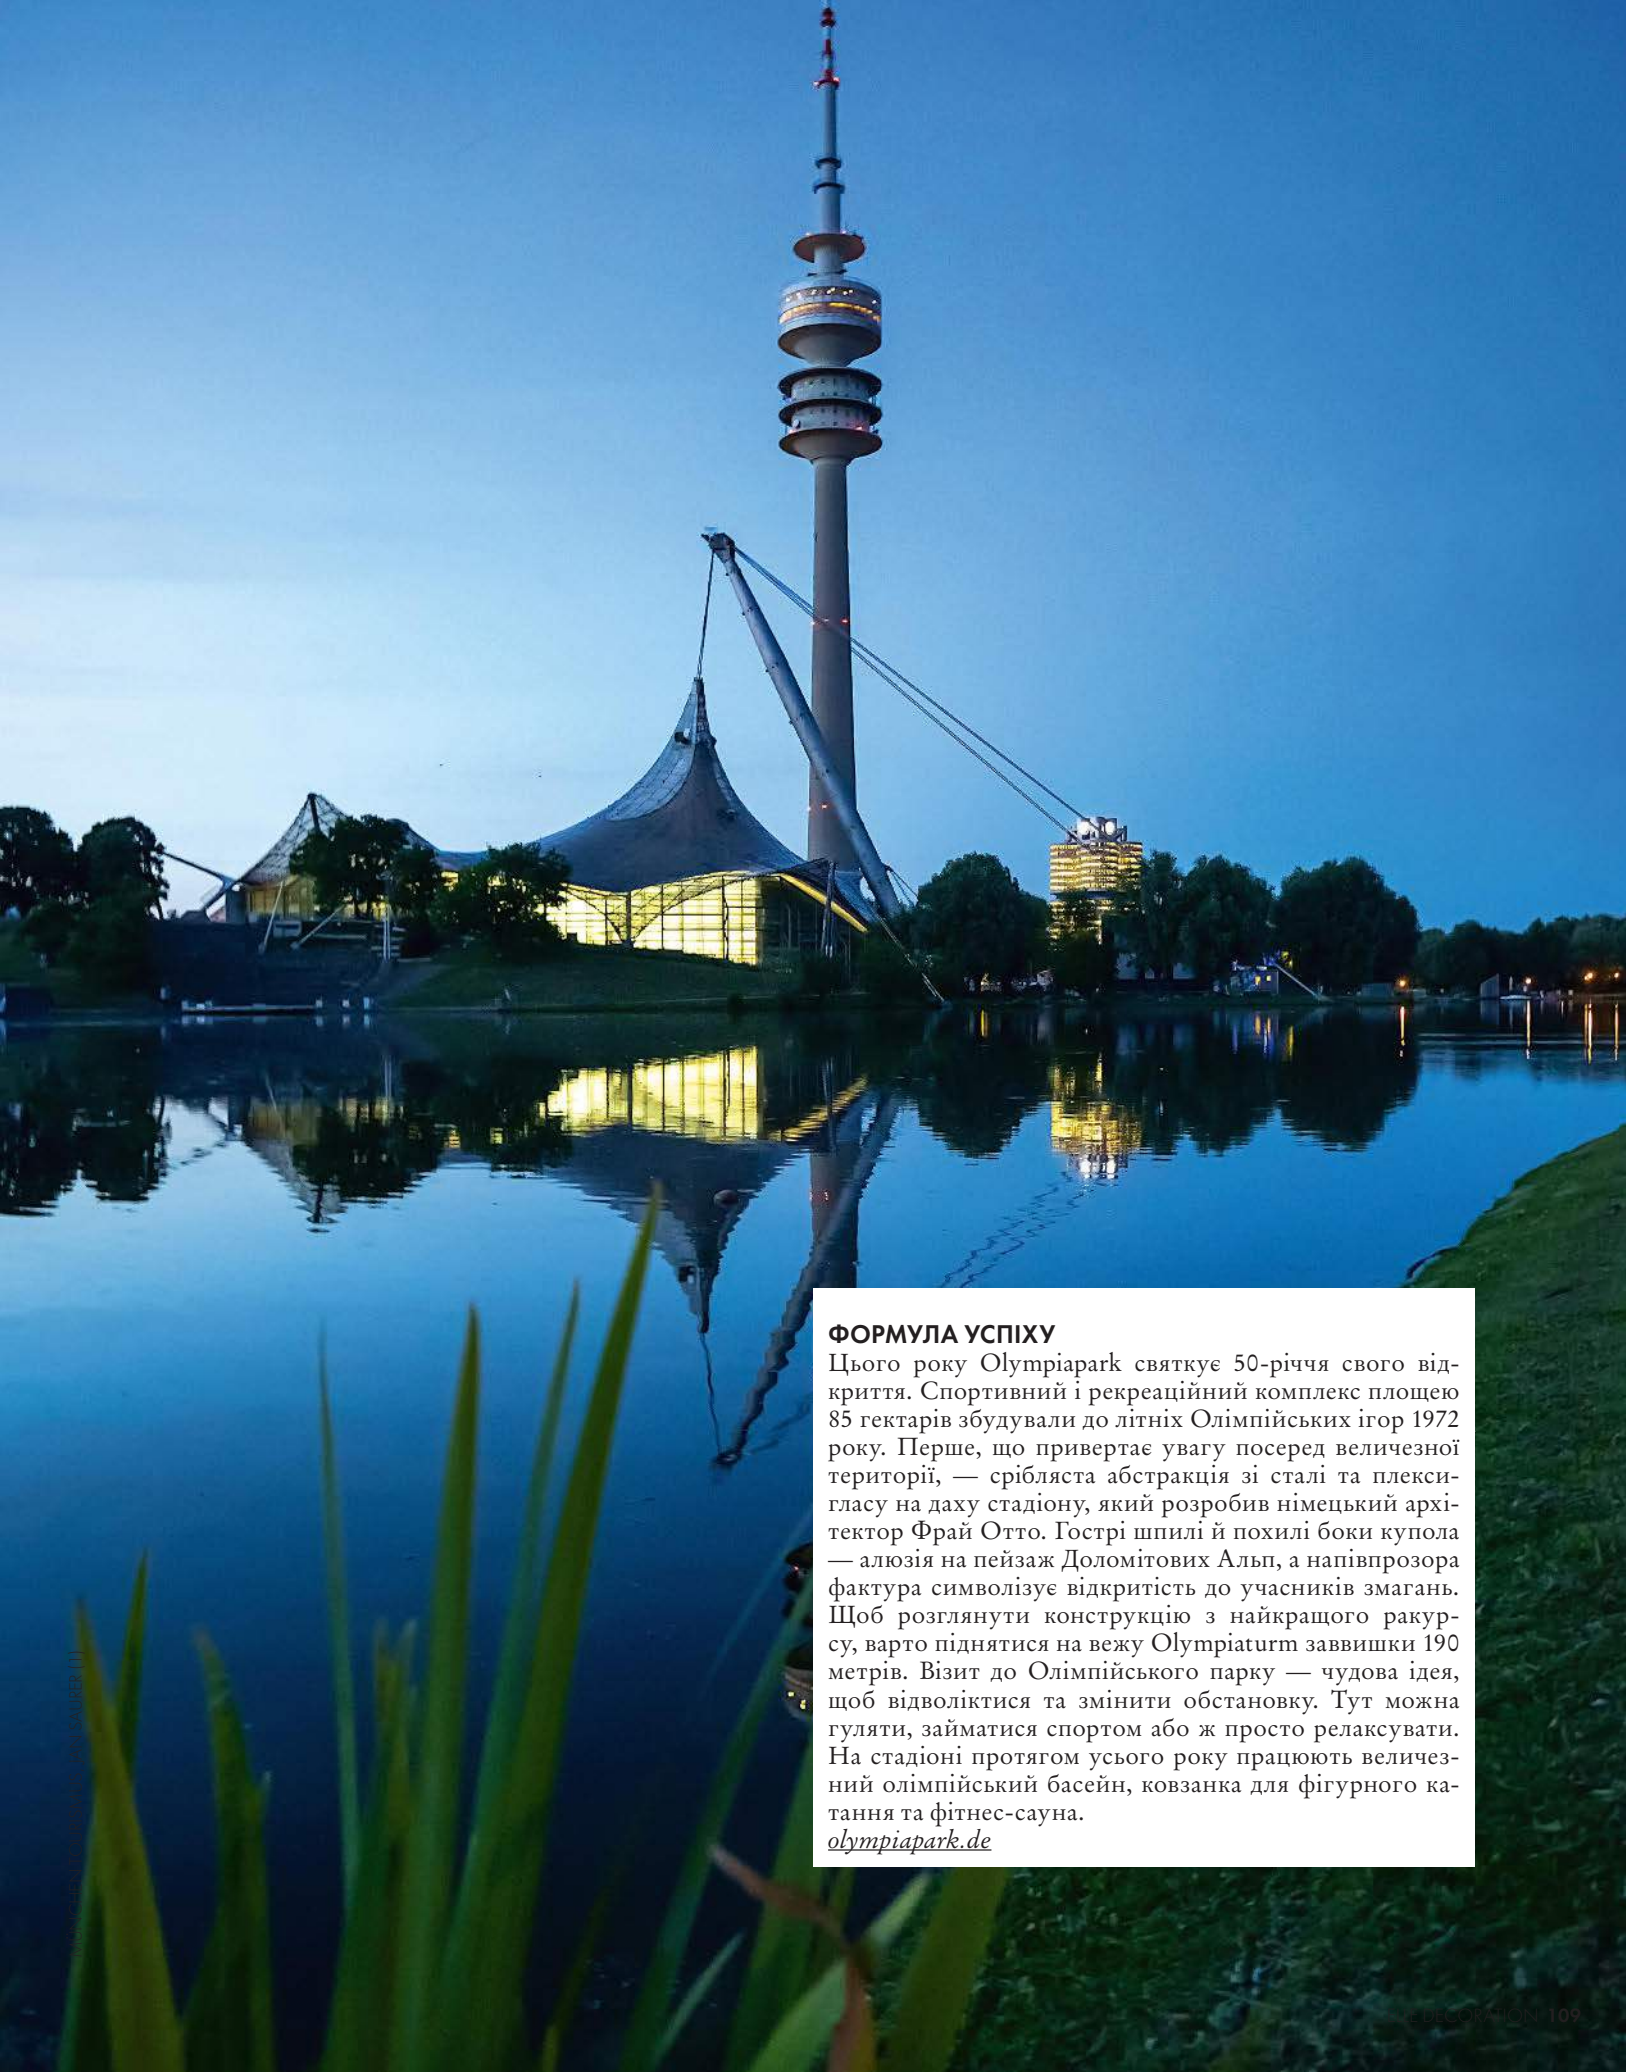 ФОРМУЛА УСПІХУ
Цього року Olympiapark святкує 50-річчя свого від-
криття. Спортивний і рекреаційний комплекс площею
85 гектарів збудували до літніх Олімпійських ігор 1972
року. Перше, що привертає увагу посеред величезної
території, — срібляста абстракція зі сталі та плекси-
гласу на даху стадіону, який розробив німецький архі-
тектор Фрай Отто. Гострі шпилі й похилі боки купола
— алюзія на пейзаж Доломітових Альп, а напівпрозора
фактура символізує відкритість до учасників змагань.
Щоб розглянути конструкцію з найкращого ракур-
су, варто піднятися на вежу Olympiaturm заввишки 190
метрів. Візит до Олімпійського парку — чудова ідея,
щоб відволіктися та змінити обстановку. Тут можна
гуляти, займатися спортом або ж просто релаксувати.
На стадіоні протягом усього року працюють величез-
ний олімпійський басейн, ковзанка для фігурного ка-
тання та фітнес-сауна.
olympiapark.de
DECORATION 109